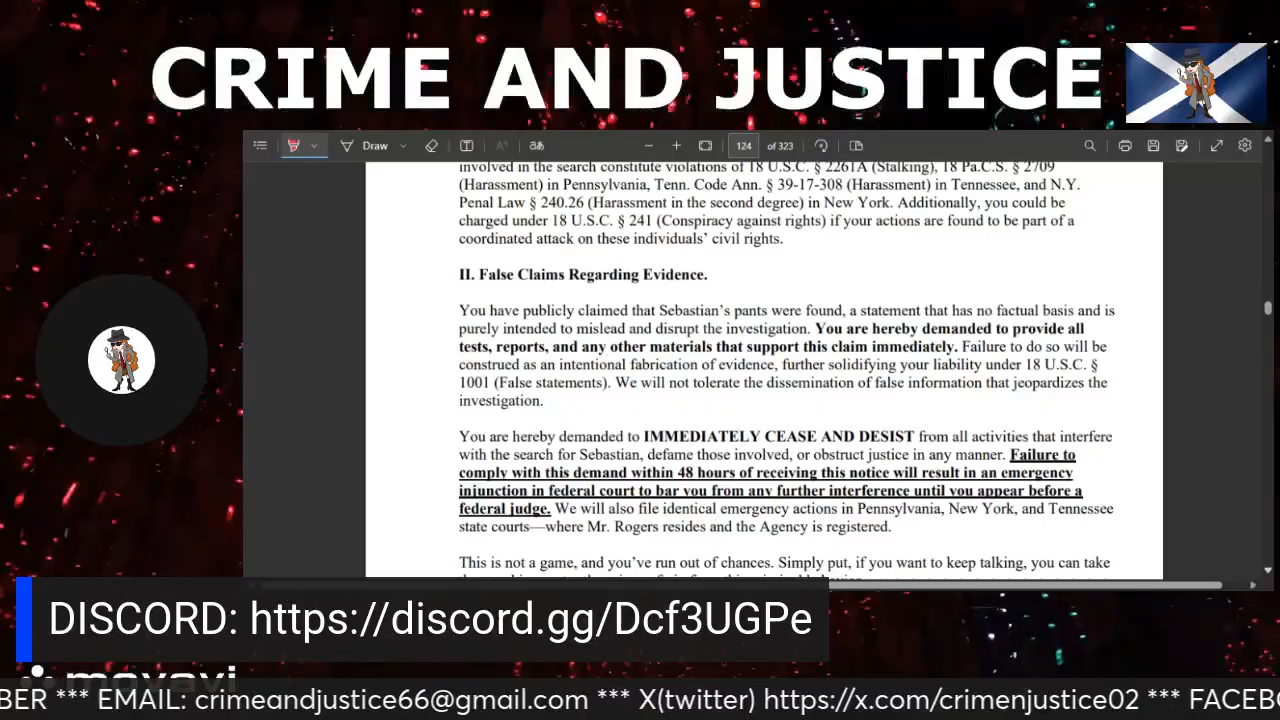 CRIME AND JUSTICE
Draw
124 of 323
involved in the search constitute violations of 18 U.S.C. § 2261A (Stalking), 18 Pa.C.S. § 2709
(Harassment) in Pennsylvania, Tenn. Code Ann. § 39-17-308 (Harassment) in Tennessee, and N.Y.
Penal Law § 240.26 (Harassment in the second degree) in New York. Additionally, you could be
charged under 18 U.S.C. § 241 (Conspiracy against rights) if your actions are found to be part of a
coordinated attack on these individuals’ civil rights.
II. False Claims Regarding Evidence.
You have publicly claimed that Sebastian’s pants were found, a statement that has no factual basis and is
purely intended to mislead and disrupt the investigation. You are hereby demanded to provide all
tests, reports, and any other materials that support this claim immediately. Failure to do so will be
construed as an intentional fabrication of evidence, further solidifying your liability under 18 U.S.C. §
1001 (False statements). We will not tolerate the dissemination of false information that jeopardizes the
investigation.
You are hereby demanded to IMMEDIATELY CEASE AND DESIST from all activities that interfere
with the search for Sebastian, defame those involved, or obstruct justice in any manner. Failure to
comply with this demand within 48 hours of receiving this notice will result in an emergency
injunction in federal court to bar you from any further interference until you appear before a
federal judge. We will also file identical emergency actions in Pennsylvania, New York, and Tennessee
state courts—where Mr. Rogers resides and the Agency is registered.
This is not a game, and you’ve run out of chances. Simply put, if you want to keep talking, you can take
DISCORD: https://discord.gg/Dcf3UGPe
movavi
BER *** EMAIL: crimeandjustice66@gmail.com *** X(twitter) https://x.com/crimenjustice02 *** FACEBO